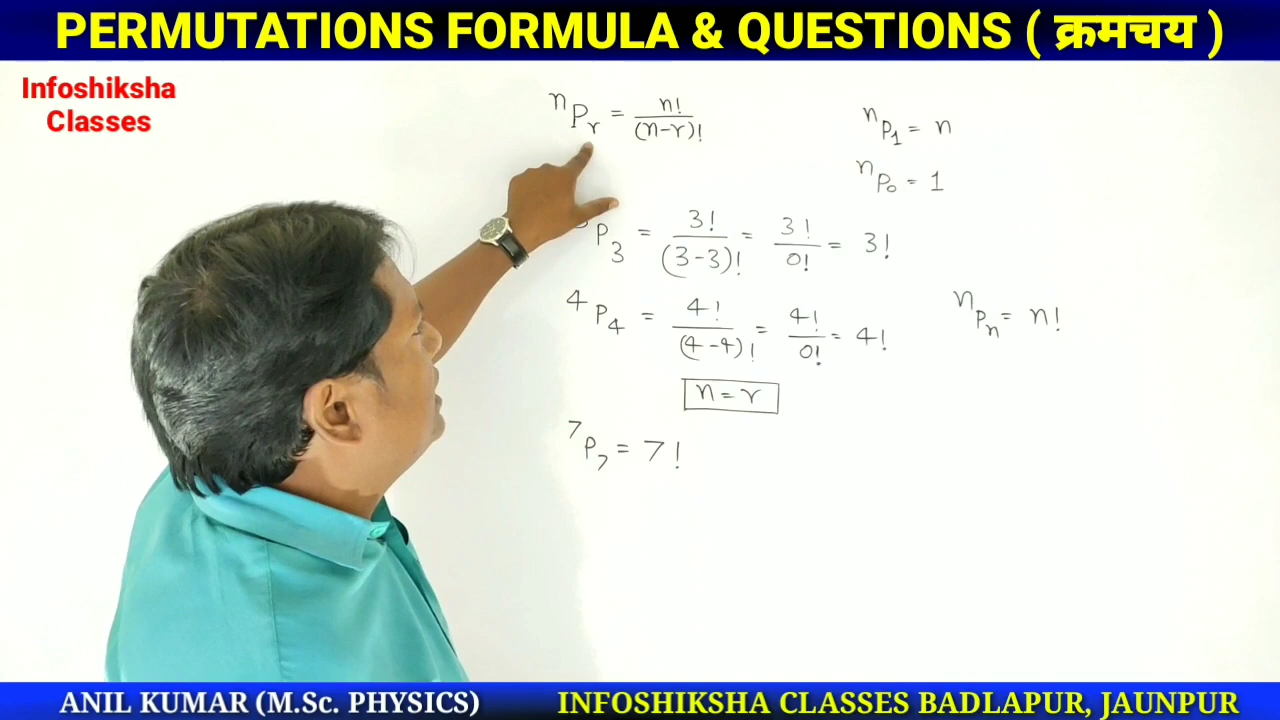 PERMUTATIONS FORMULA & QUESTIONS ( क्रमचय )
Infoshiksha
Classes
ⁿPᵣ = n!/(n-r)!
ⁿP₁ = n
ⁿP₀ = 1
P₃ = 3!/(3-3)! = 3!/0! = 3!
⁴P₄ = 4!/(4-4)! = 4!/0! = 4!
ⁿPₙ = n!
n = r
⁷P₇ = 7!
ANIL KUMAR (M.Sc. PHYSICS)
INFOSHIKSHA CLASSES BADLAPUR, JAUNPUR